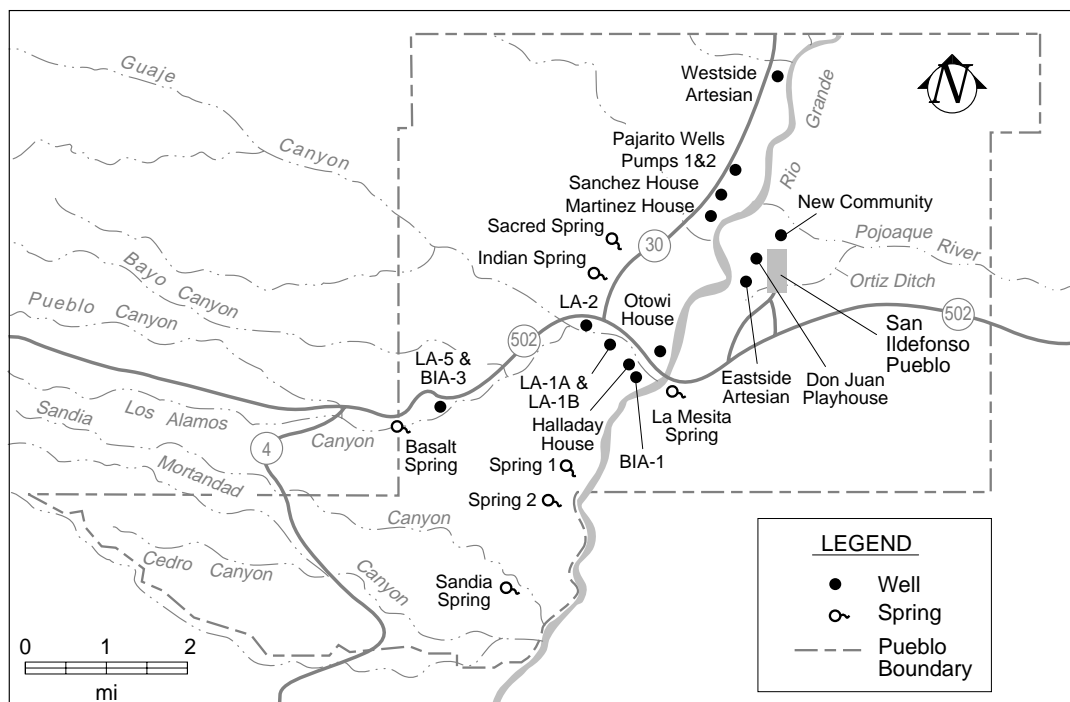 Guaje
Canyon
Westside
Artesian
N
Rio
Grande
Pajarito Wells
Pumps 1&2
Sanchez House
Martinez House
New Community
Sacred Spring
Indian Spring
30
Pojoaque
River
Ortiz Ditch
Bayo Canyon
Pueblo Canyon
LA-2
Otowi
House
502
502
San
Ildefonso
Pueblo
LA-5 &
BIA-3
LA-1A &
LA-1B
Halladay
House
Eastside
Artesian
Don Juan
Playhouse
La Mesita
Spring
BIA-1
Sandia
Canyon
Los Alamos
Canyon
Basalt
Spring
4
Mortandad
Canyon
Spring 1
Spring 2
Cedro Canyon
Sandia
Spring
0 1 2
mi
LEGEND
Well
Spring
Pueblo
Boundary